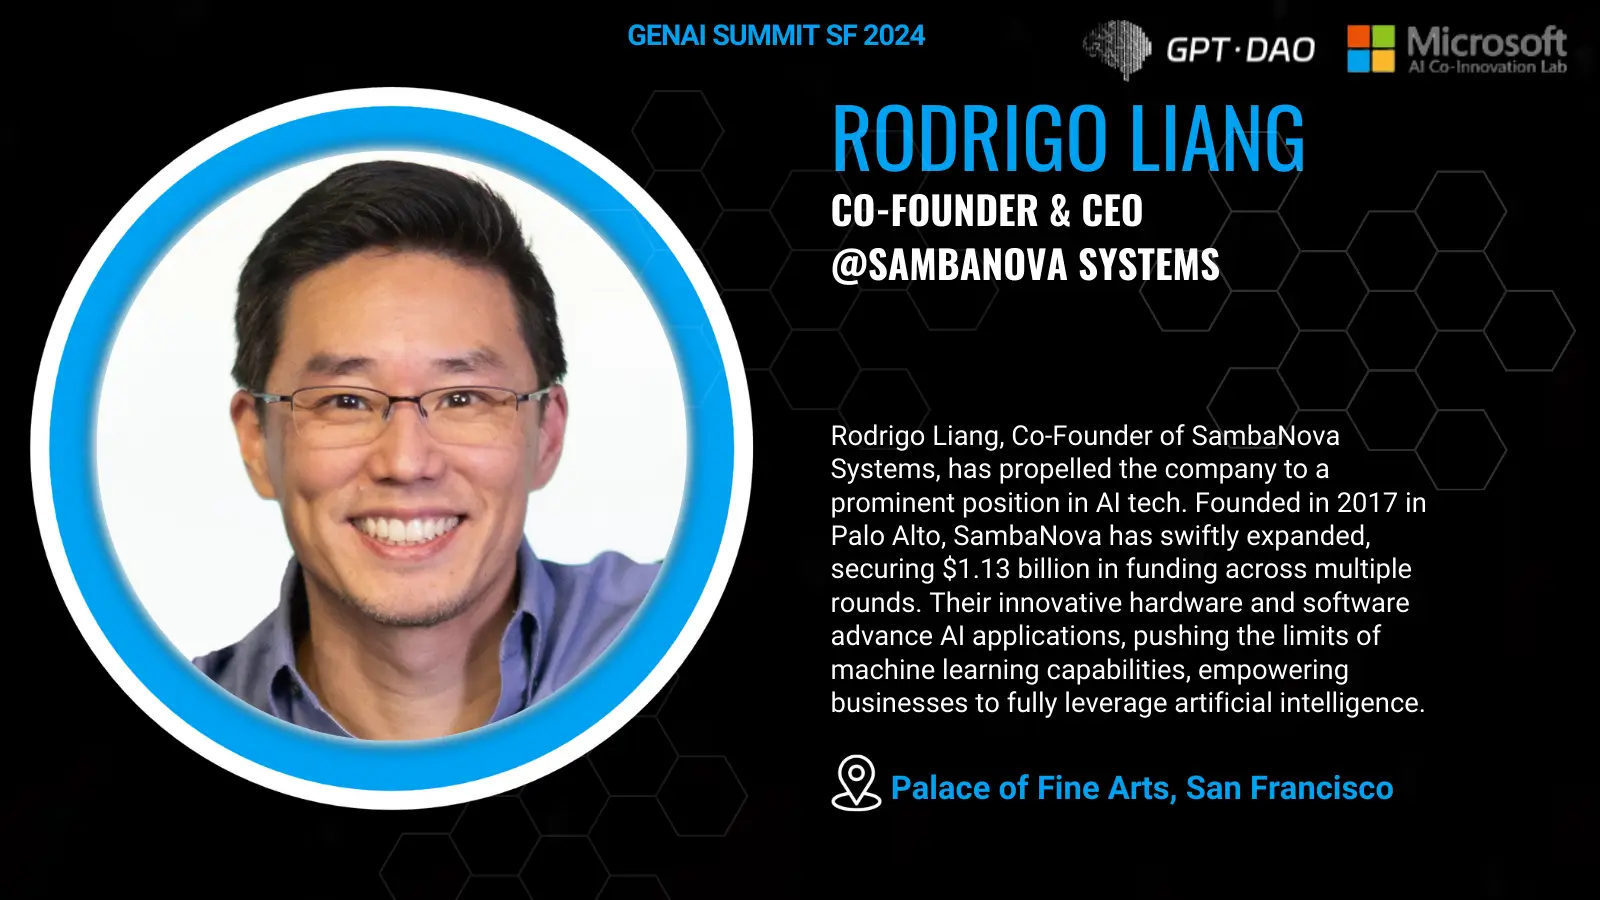 GENAI SUMMIT SF 2024
GPT·DAO
Microsoft
AI Co-Innovation Lab
RODRIGO LIANG
CO-FOUNDER & CEO
@SAMBANOVA SYSTEMS
Rodrigo Liang, Co-Founder of SambaNova
Systems, has propelled the company to a
prominent position in AI tech. Founded in 2017 in
Palo Alto, SambaNova has swiftly expanded,
securing $1.13 billion in funding across multiple
rounds. Their innovative hardware and software
advance AI applications, pushing the limits of
machine learning capabilities, empowering
businesses to fully leverage artificial intelligence.
Palace of Fine Arts, San Francisco